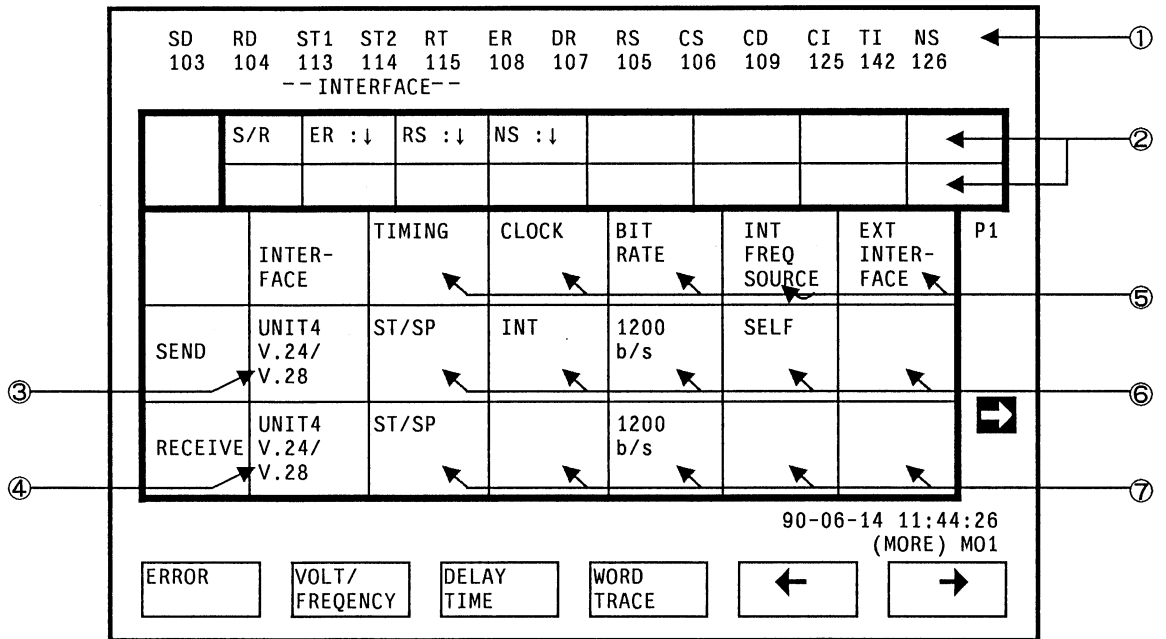 SD RD ST1 ST2 RT ER DR RS CS CD CI TI NS ①
103 104 113 114 115 108 107 105 106 109 125 142 126
-- INTERFACE--
S/R ER :↓ RS :↓ NS :↓ ②
INTER-
FACE
TIMING
CLOCK
BIT
RATE
INT
FREQ
SOURCE
EXT
INTER-
FACE
P1
⑤
SEND
UNIT4
V.24/
V.28
ST/SP
INT
1200
b/s
SELF
③
⑥
RECEIVE
UNIT4
V.24/
V.28
ST/SP
1200
b/s
④
⑦
90-06-14 11:44:26
(MORE) M01
ERROR
VOLT/
FREQENCY
DELAY
TIME
WORD
TRACE
← →